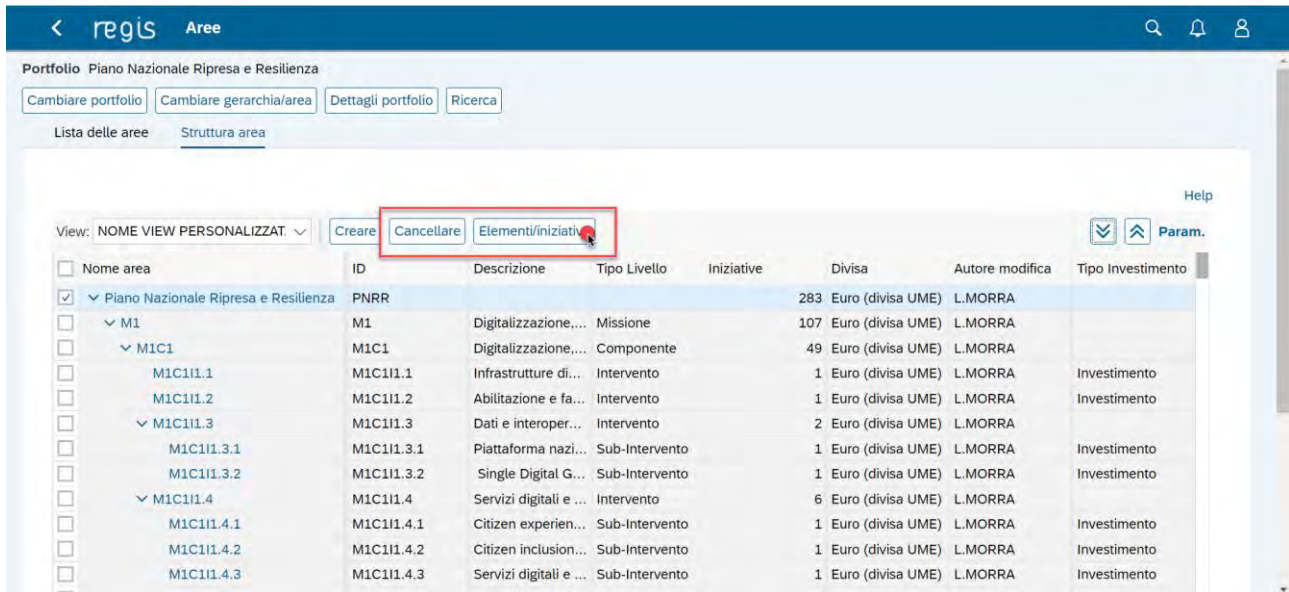 regis Aree
Portfolio Piano Nazionale Ripresa e Resilienza
Cambiare portfolio Cambiare gerarchia/area Dettagli portfolio Ricerca
Lista delle aree Struttura area
Help
View: NOME VIEW PERSONALIZZAT. Creare Cancellare Elementi/iniziativ Param.
Nome area ID Descrizione Tipo Livello Iniziative Divisa Autore modifica Tipo Investimento
Piano Nazionale Ripresa e Resilienza PNRR 283 Euro (divisa UME) L.MORRA
M1 M1 Digitalizzazione,... Missione 107 Euro (divisa UME) L.MORRA
M1C1 M1C1 Digitalizzazione,... Componente 49 Euro (divisa UME) L.MORRA
M1C1I1.1 M1C1I1.1 Infrastrutture di... Intervento 1 Euro (divisa UME) L.MORRA Investimento
M1C1I1.2 M1C1I1.2 Abilitazione e fa... Intervento 1 Euro (divisa UME) L.MORRA Investimento
M1C1I1.3 M1C1I1.3 Dati e interoper... Intervento 2 Euro (divisa UME) L.MORRA
M1C1I1.3.1 M1C1I1.3.1 Piattaforma nazi... Sub-Intervento 1 Euro (divisa UME) L.MORRA Investimento
M1C1I1.3.2 M1C1I1.3.2 Single Digital G... Sub-Intervento 1 Euro (divisa UME) L.MORRA Investimento
M1C1I1.4 M1C1I1.4 Servizi digitali e ... Intervento 6 Euro (divisa UME) L.MORRA
M1C1I1.4.1 M1C1I1.4.1 Citizen experien... Sub-Intervento 1 Euro (divisa UME) L.MORRA Investimento
M1C1I1.4.2 M1C1I1.4.2 Citizen inclusion... Sub-Intervento 1 Euro (divisa UME) L.MORRA Investimento
M1C1I1.4.3 M1C1I1.4.3 Servizi digitali e ... Sub-Intervento 1 Euro (divisa UME) L.MORRA Investimento